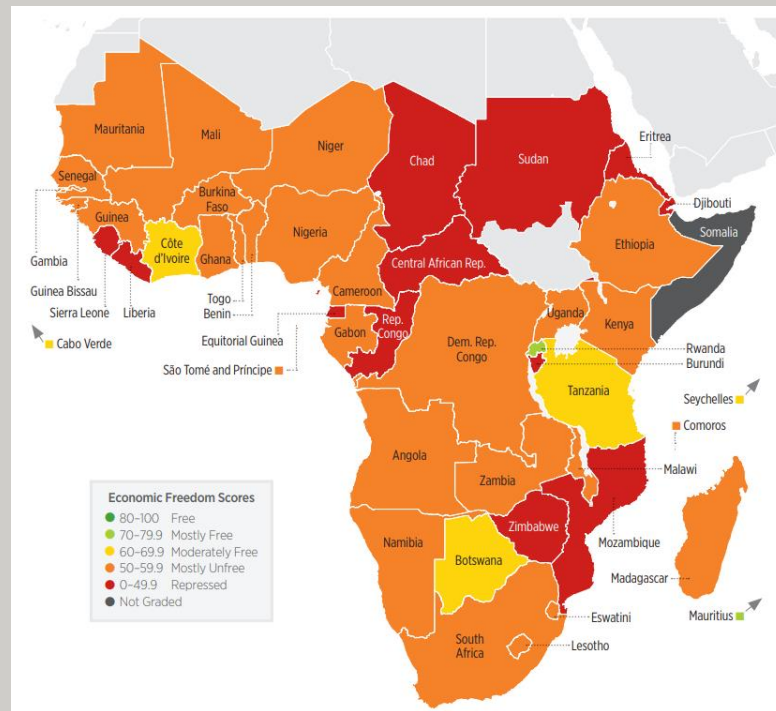 Mauritania
Mali
Niger
Chad
Sudan
Eritrea
Senegal
Djibouti
Burkina
Faso
Guinea
Nigeria
Somalia
Côte
d'Ivoire
Ghana
Ethiopia
Gambia
Central African Rep.
Guinea Bissau
Togo
Cameroon
Sierra Leone
Liberia
Benin
Uganda
Kenya
Rep.
Congo
Equitorial Guinea
Gabon
Dem. Rep.
Congo
Cabo Verde
Rwanda
Burundi
São Tomé and Príncipe
Tanzania
Seychelles
Comoros
Angola
Malawi
Zambia
Economic Freedom Scores
80–100 Free
70–79.9 Mostly Free
60–69.9 Moderately Free
50–59.9 Mostly Unfree
0–49.9 Repressed
Not Graded
Zimbabwe
Namibia
Mozambique
Botswana
Madagascar
Mauritius
Eswatini
South
Africa
Lesotho